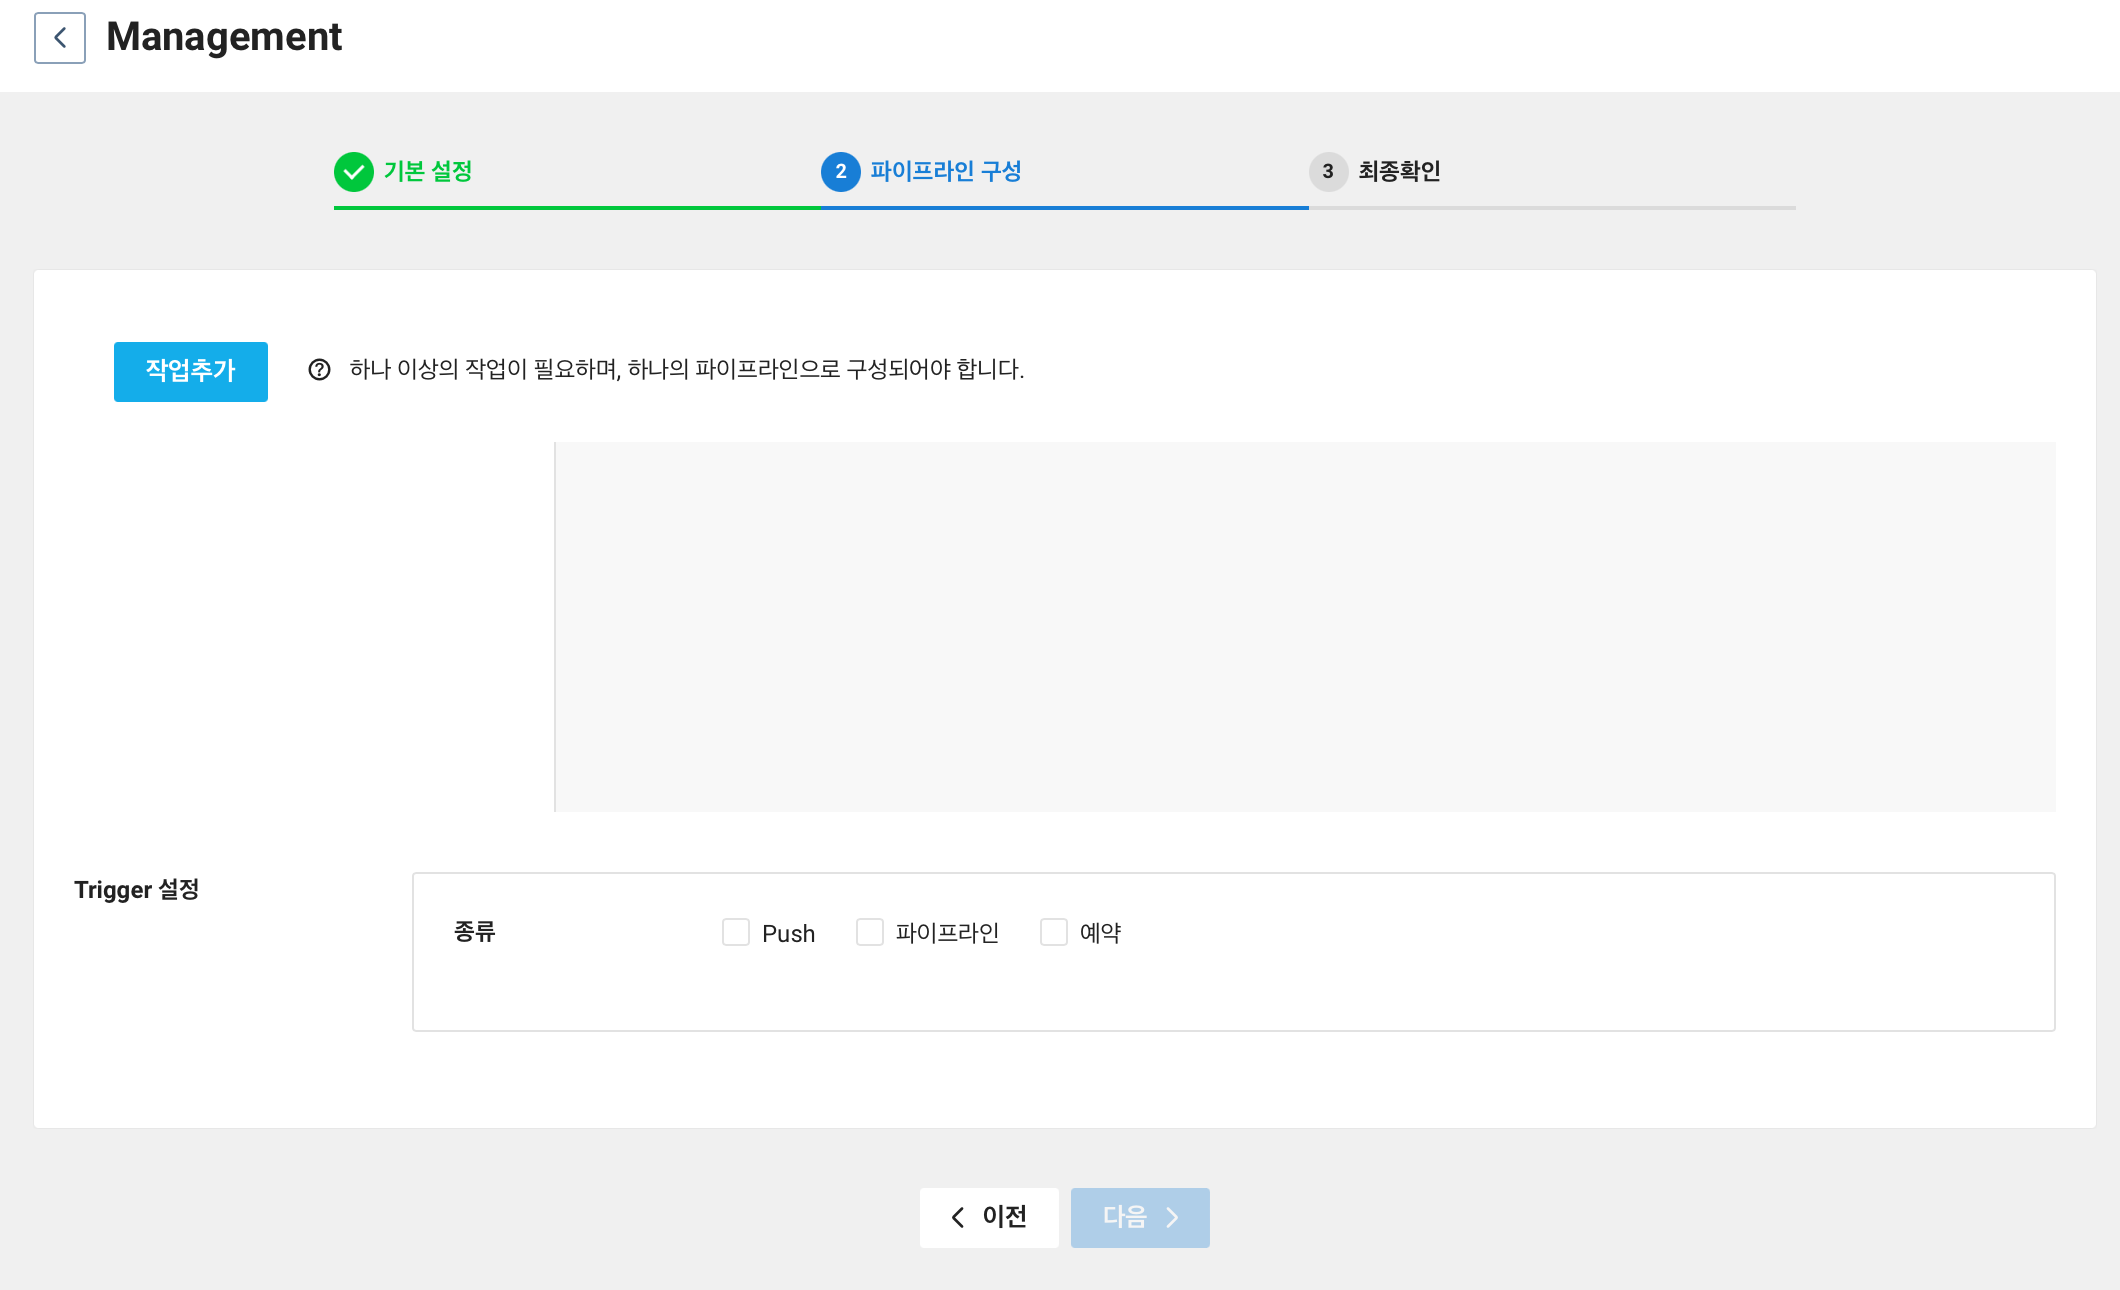 Management
기본 설정
2 파이프라인 구성
3 최종확인
작업추가
하나 이상의 작업이 필요하며, 하나의 파이프라인으로 구성되어야 합니다.
Trigger 설정
종류 Push 파이프라인 예약
이전 다음